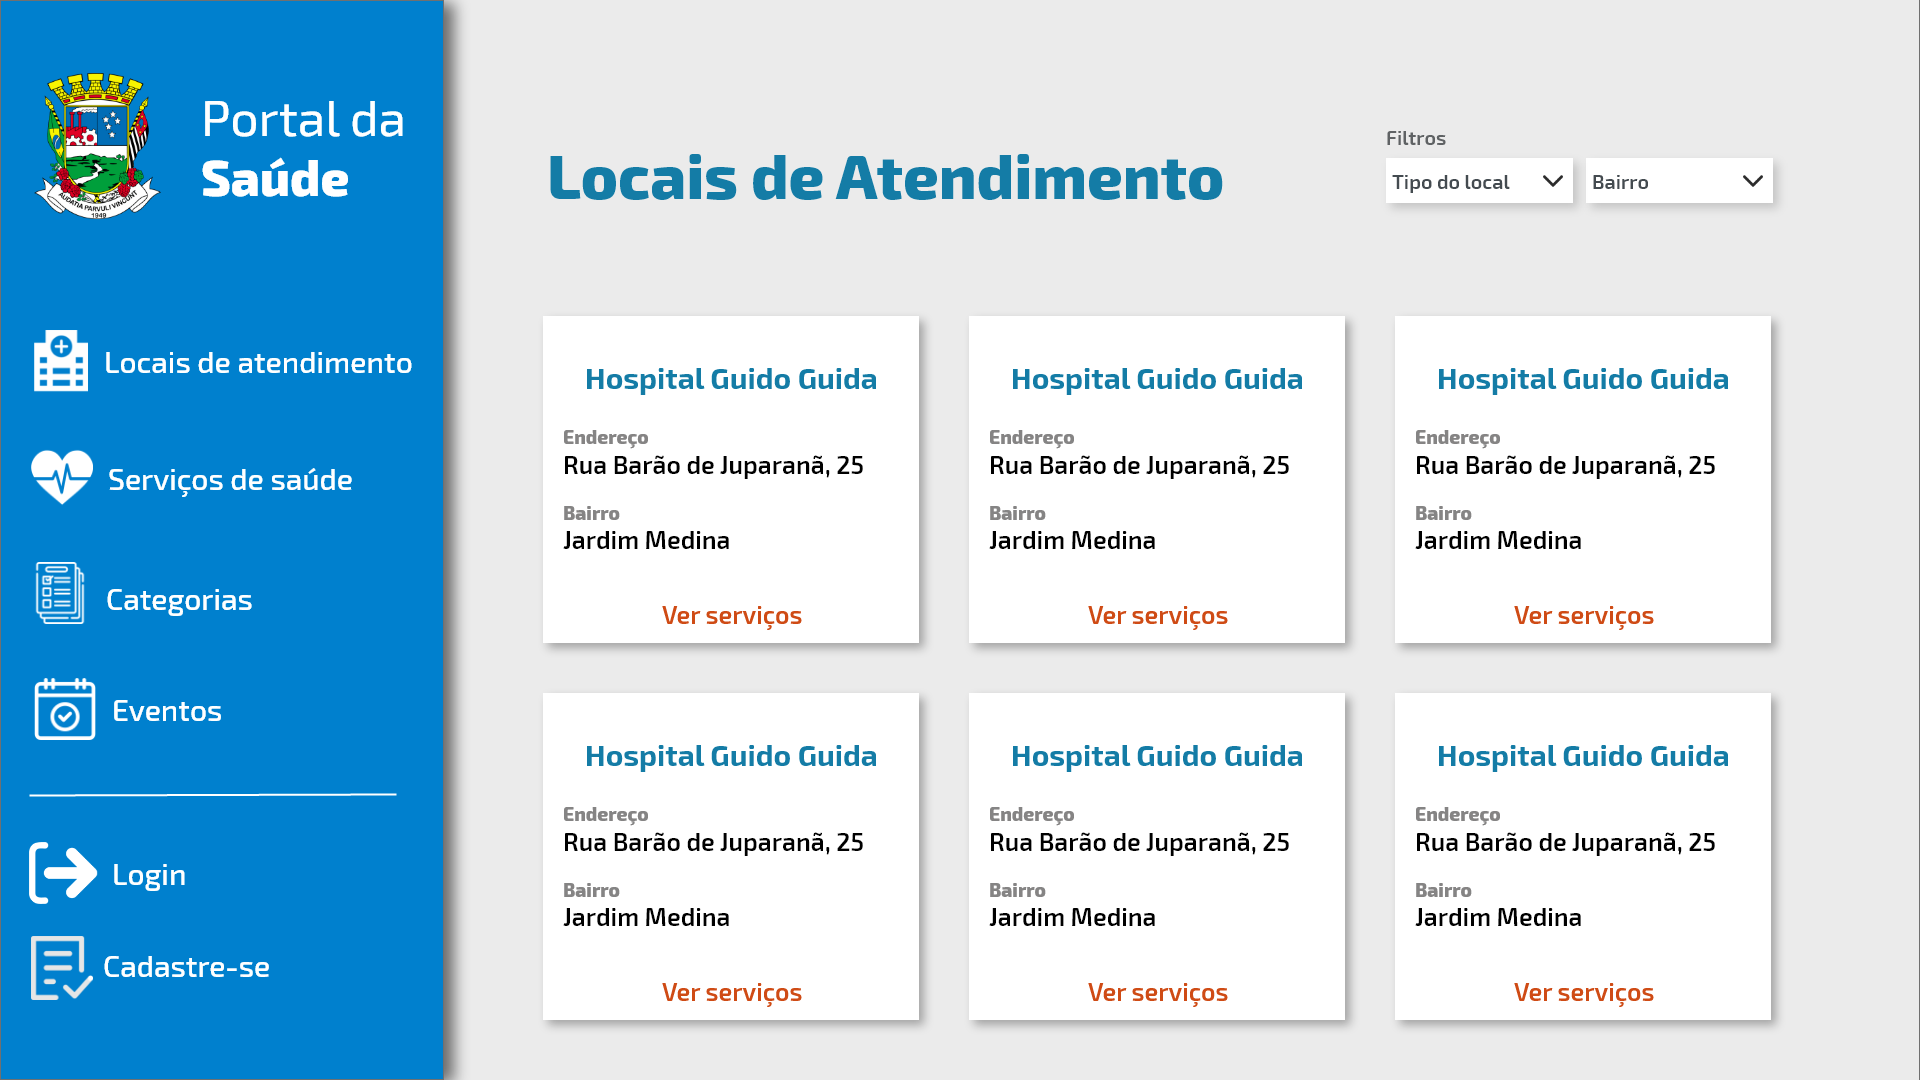 Portal da
Saúde
AUDATIA PARVULI VINCUNT
1949
Locais de atendimento
Serviços de saúde
Categorias
Eventos
Login
Cadastre-se
Locais de Atendimento
Filtros
Tipo do local
Bairro
Hospital Guido Guida
Endereço
Rua Barão de Juparanã, 25
Bairro
Jardim Medina
Ver serviços
Hospital Guido Guida
Endereço
Rua Barão de Juparanã, 25
Bairro
Jardim Medina
Ver serviços
Hospital Guido Guida
Endereço
Rua Barão de Juparanã, 25
Bairro
Jardim Medina
Ver serviços
Hospital Guido Guida
Endereço
Rua Barão de Juparanã, 25
Bairro
Jardim Medina
Ver serviços
Hospital Guido Guida
Endereço
Rua Barão de Juparanã, 25
Bairro
Jardim Medina
Ver serviços
Hospital Guido Guida
Endereço
Rua Barão de Juparanã, 25
Bairro
Jardim Medina
Ver serviços